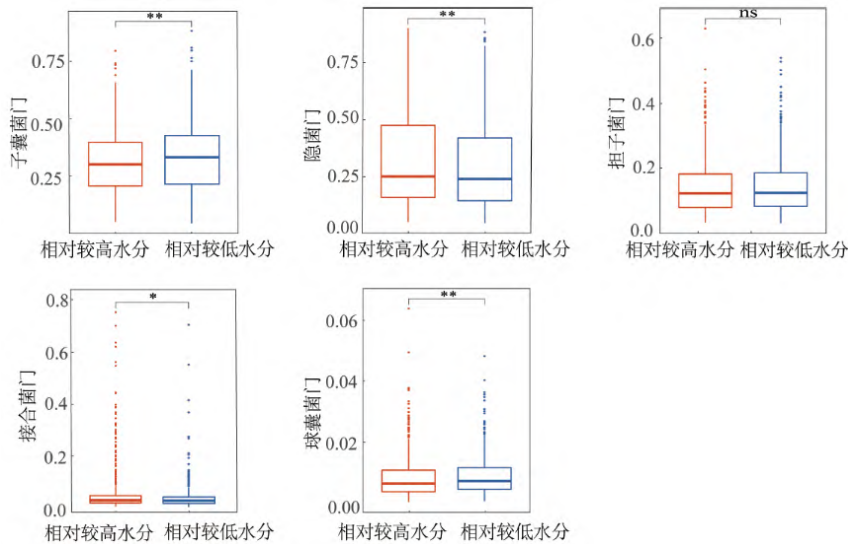 **
子囊菌门
0.75
0.50
0.25
相对较高水分 相对较低水分
**
隐菌门
0.75
0.50
0.25
0.00
相对较高水分 相对较低水分
ns
担子菌门
0.6
0.4
0.2
0.0
相对较高水分 相对较低水分
*
接合菌门
0.8
0.6
0.4
0.2
0.0
相对较高水分 相对较低水分
**
球囊菌门
0.06
0.04
0.02
0.00
相对较高水分 相对较低水分